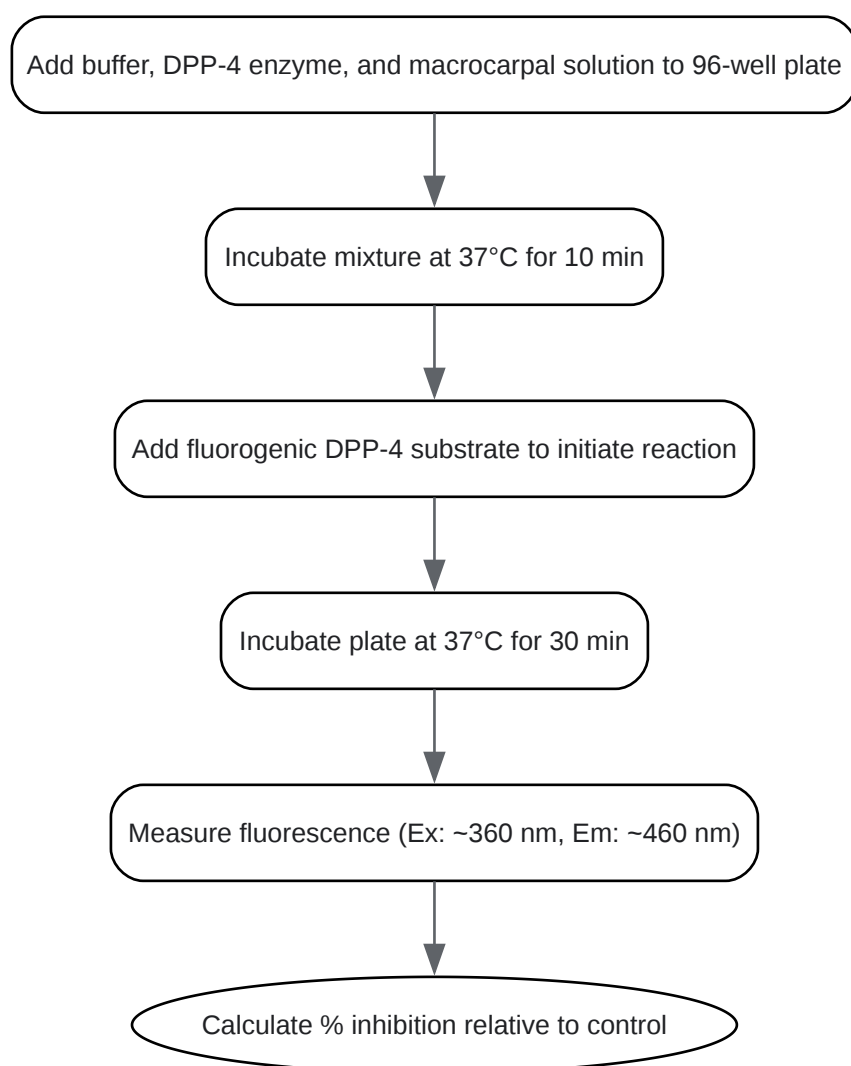 Add buffer, DPP-4 enzyme, and macrocarpal solution to 96-well plate
Incubate mixture at 37°C for 10 min
Add fluorogenic DPP-4 substrate to initiate reaction
Incubate plate at 37°C for 30 min
Measure fluorescence (Ex: ~360 nm, Em: ~460 nm)
Calculate % inhibition relative to control